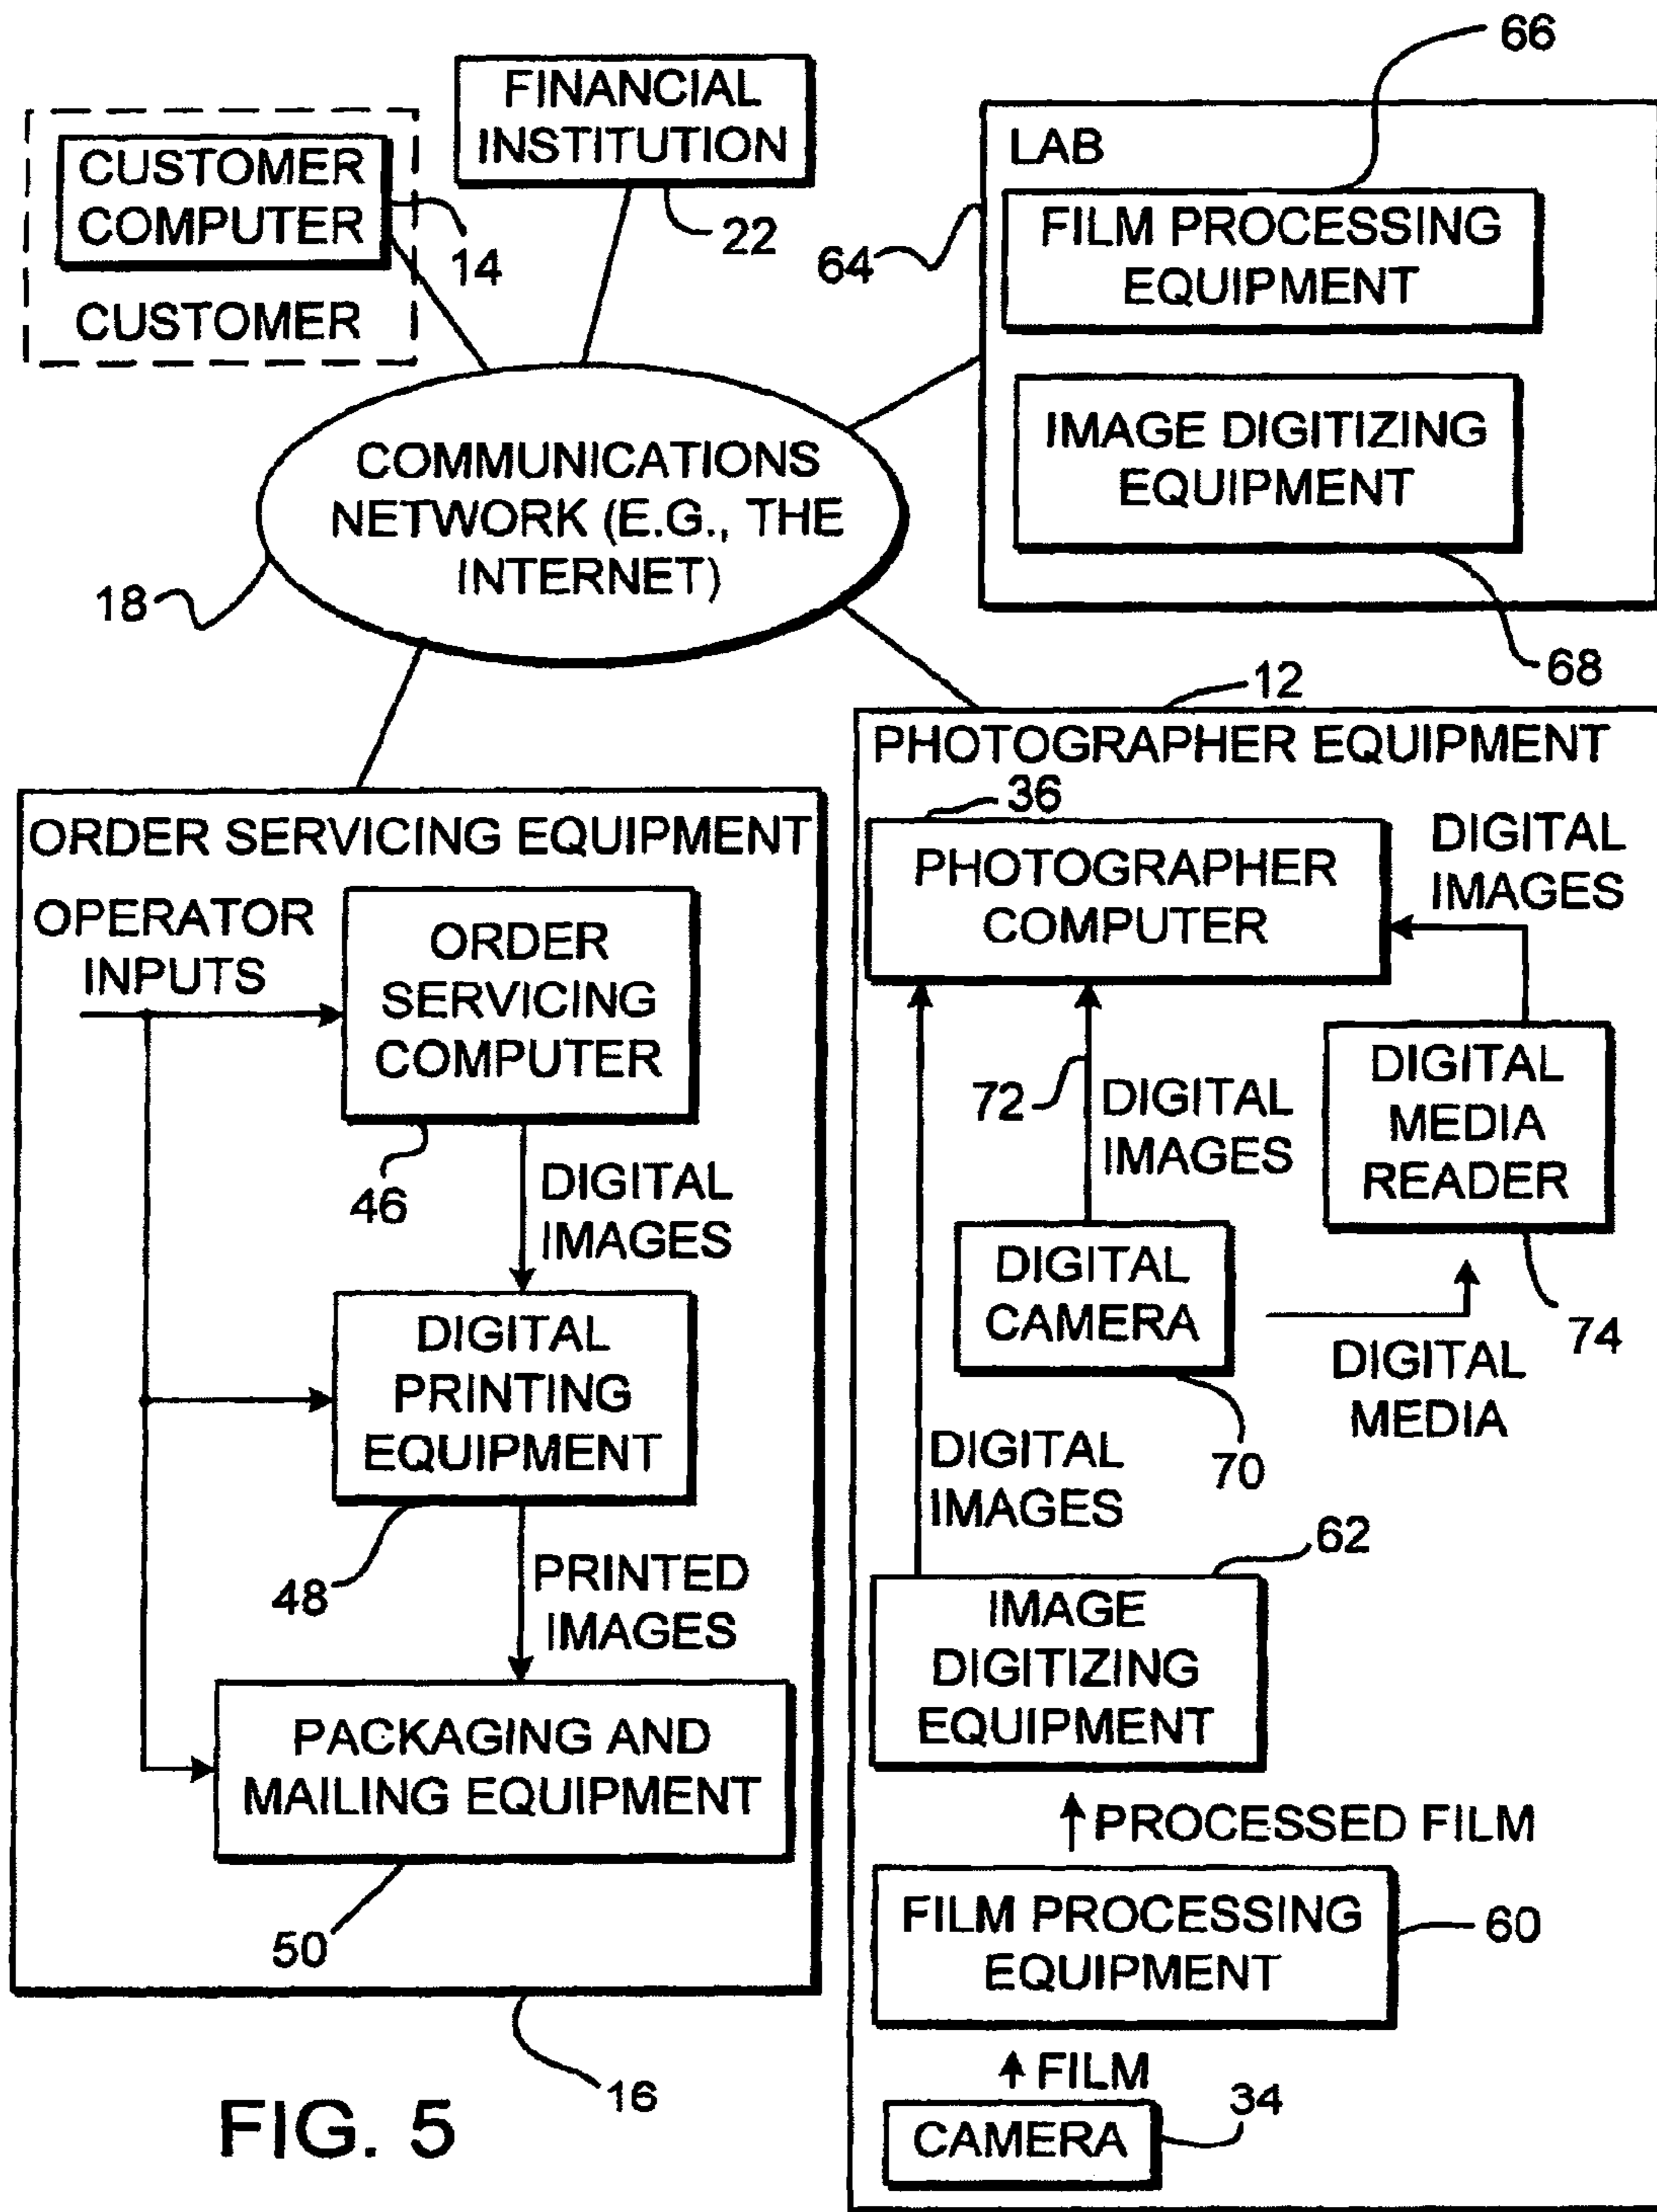 66
FINANCIAL
INSTITUTION
22
CUSTOMER
COMPUTER
14
CUSTOMER
LAB
64
FILM PROCESSING
EQUIPMENT
IMAGE DIGITIZING
EQUIPMENT
68
COMMUNICATIONS
NETWORK (E.G., THE
INTERNET)
18
12
PHOTOGRAPHER EQUIPMENT
36
PHOTOGRAPHER
COMPUTER
DIGITAL
IMAGES
72
DIGITAL
IMAGES
DIGITAL
MEDIA
READER
74
DIGITAL
CAMERA
70
DIGITAL
MEDIA
DIGITAL
IMAGES
62
IMAGE
DIGITIZING
EQUIPMENT
PROCESSED FILM
FILM PROCESSING
EQUIPMENT
60
FILM
CAMERA
34
ORDER SERVICING EQUIPMENT
OPERATOR
INPUTS
ORDER
SERVICING
COMPUTER
46
DIGITAL
IMAGES
DIGITAL
PRINTING
EQUIPMENT
48
PRINTED
IMAGES
PACKAGING AND
MAILING EQUIPMENT
50
16
FIG. 5